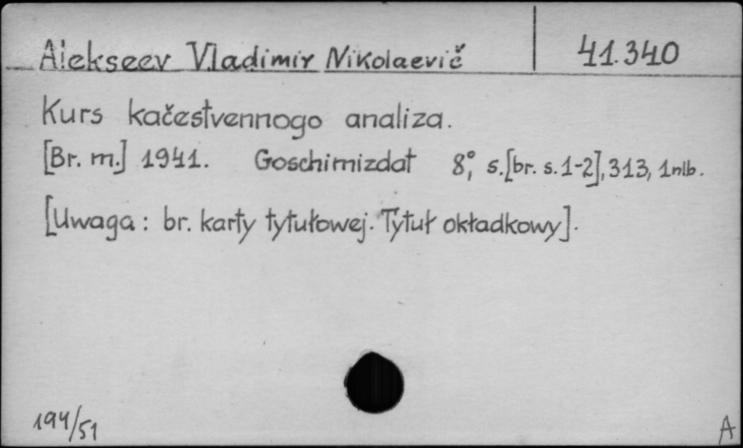 Alekseev Vladimir Nikolaevič 41.340
Kurs kačestvennogo analiza.
[Br. m.] 1941. Goschimizdat 8°, s.[br. s. 1-2], 313, 1nlb.
[Uwaga: br. karty tytułowej. Tytuł okładkowy].
194/51 A